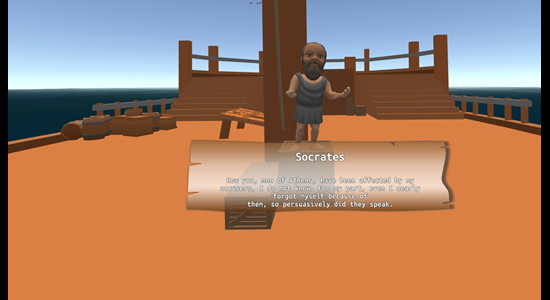 Socrates
How you, men of Athens, have been affected by my
accusers, I do not know; for my part, even I nearly
forgot myself because of
them, so persuasively did they speak.